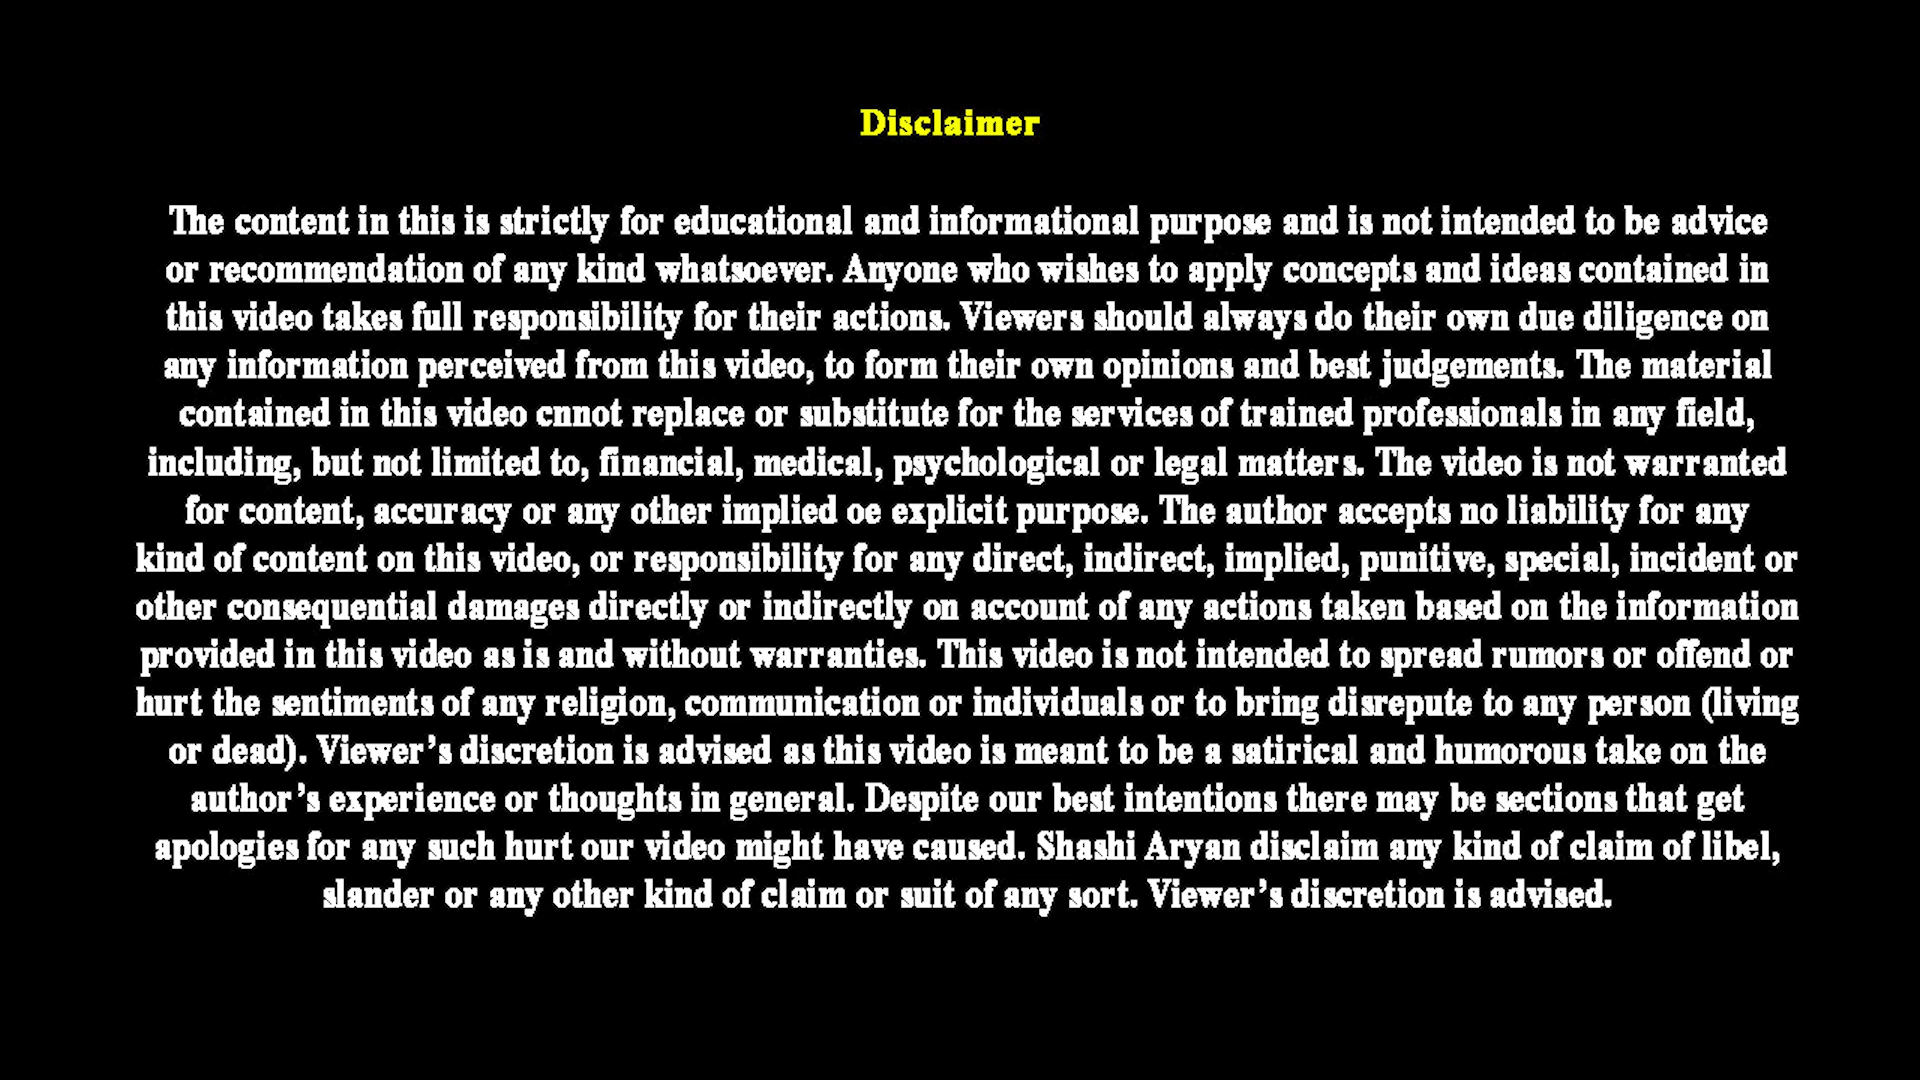 Disclaimer
The content in this is strictly for educational and informational purpose and is not intended to be advice
or recommendation of any kind whatsoever. Anyone who wishes to apply concepts and ideas contained in
this video takes full responsibility for their actions. Viewers should always do their own due diligence on
any information perceived from this video, to form their own opinions and best judgements. The material
contained in this video cnnot replace or substitute for the services of trained professionals in any field,
including, but not limited to, financial, medical, psychological or legal matters. The video is not warranted
for content, accuracy or any other implied oe explicit purpose. The author accepts no liability for any
kind of content on this video, or responsibility for any direct, indirect, implied, punitive, special, incident or
other consequential damages directly or indirectly on account of any actions taken based on the information
provided in this video as is and without warranties. This video is not intended to spread rumors or offend or
hurt the sentiments of any religion, communication or individuals or to bring disrepute to any person (living
or dead). Viewer’s discretion is advised as this video is meant to be a satirical and humorous take on the
author’s experience or thoughts in general. Despite our best intentions there may be sections that get
apologies for any such hurt our video might have caused. Shashi Aryan disclaim any kind of claim of libel,
slander or any other kind of claim or suit of any sort. Viewer’s discretion is advised.